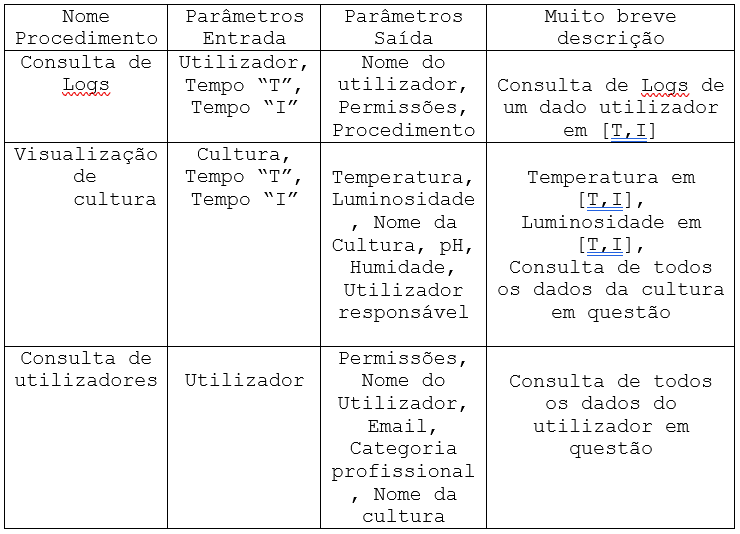 Nome
Procedimento
Parâmetros
Entrada
Parâmetros
Saída
Muito breve
descrição
Consulta de
Logs
Utilizador,
Tempo “T”,
Tempo “I”
Nome do
utilizador,
Permissões,
Procedimento
Consulta de Logs de
um dado utilizador
em [T,I]
Visualização
de
cultura
Cultura,
Tempo “T”,
Tempo “I”
Temperatura,
Luminosidade
, Nome da
Cultura, pH,
Humidade,
Utilizador
responsável
Temperatura em
[T,I],
Luminosidade em
[T,I],
Consulta de todos
os dados da cultura
em questão
Consulta de
utilizadores
Utilizador
Permissões,
Nome do
Utilizador,
Email,
Categoria
profissional
, Nome da
cultura
Consulta de todos
os dados do
utilizador em
questão